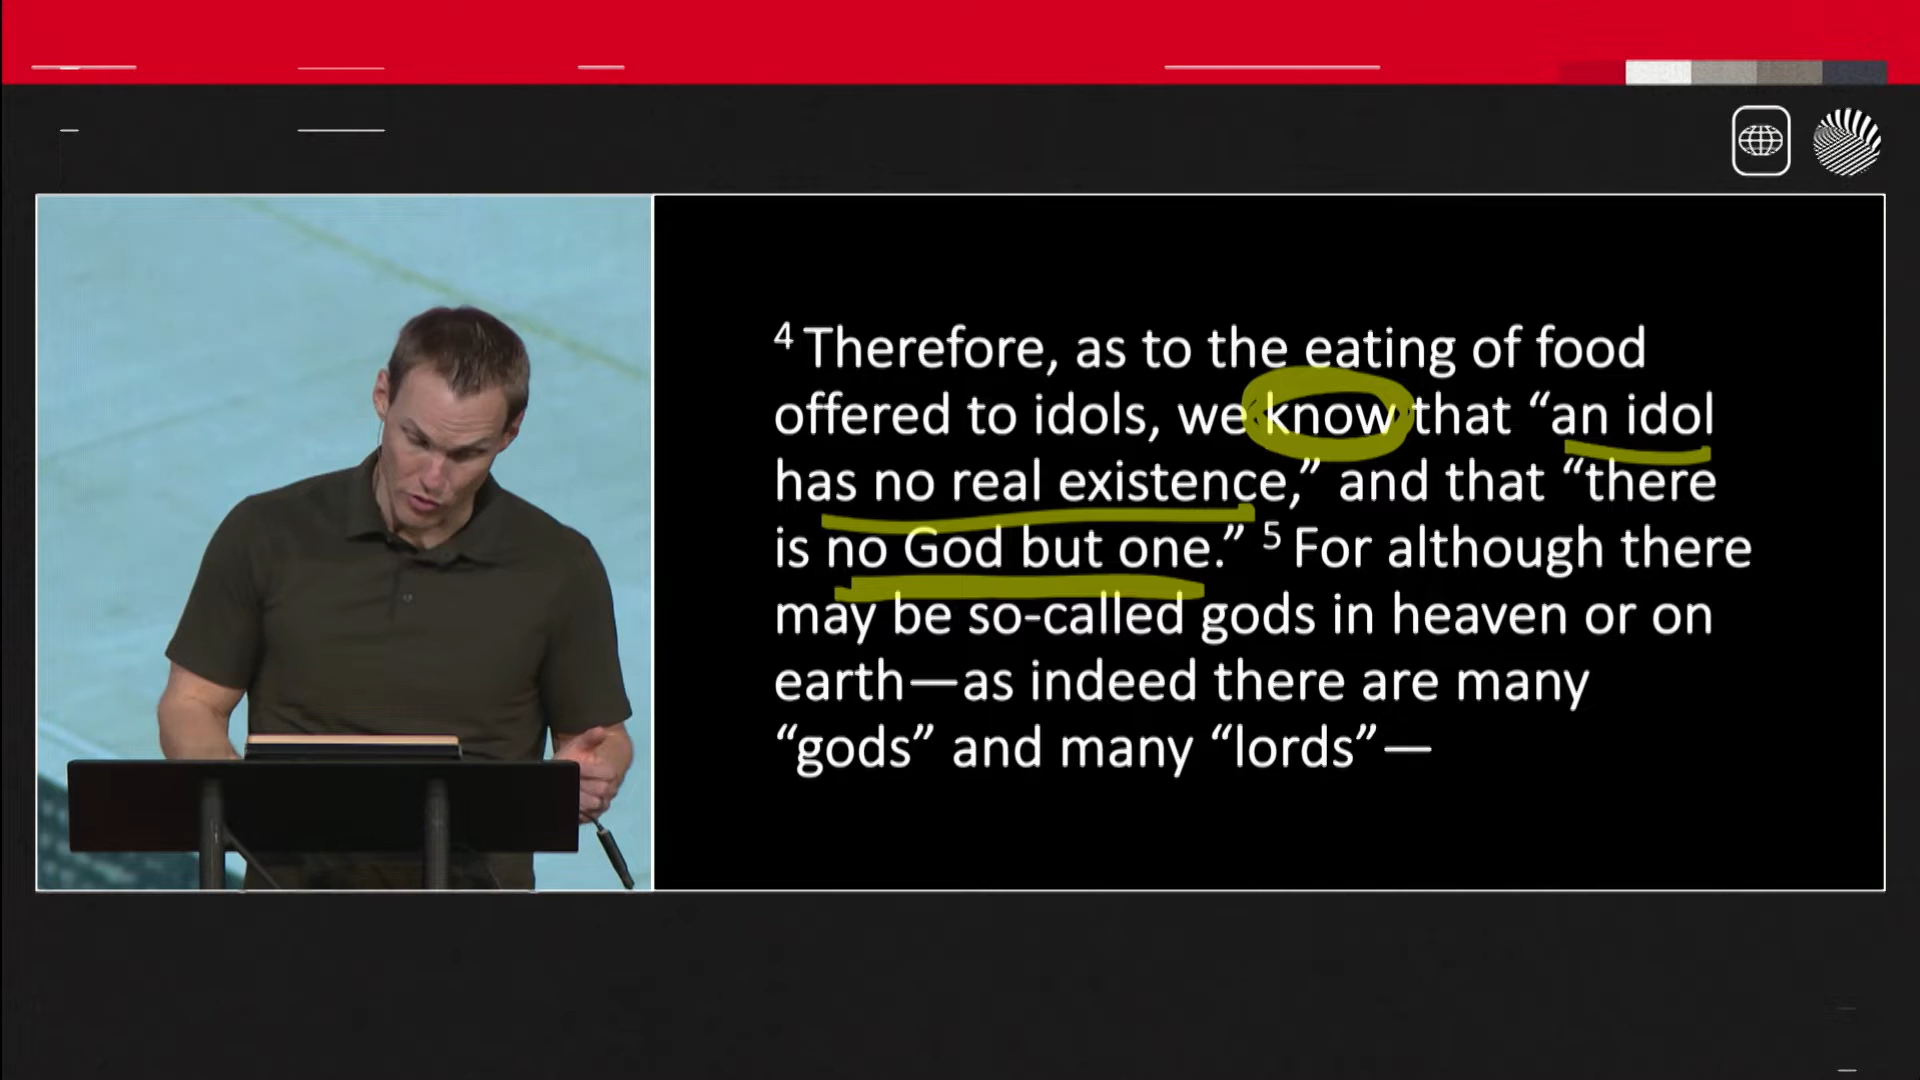 4 Therefore, as to the eating of food
offered to idols, we know that “an idol
has no real existence,” and that “there
is no God but one.” 5 For although there
may be so-called gods in heaven or on
earth—as indeed there are many
“gods” and many “lords”—